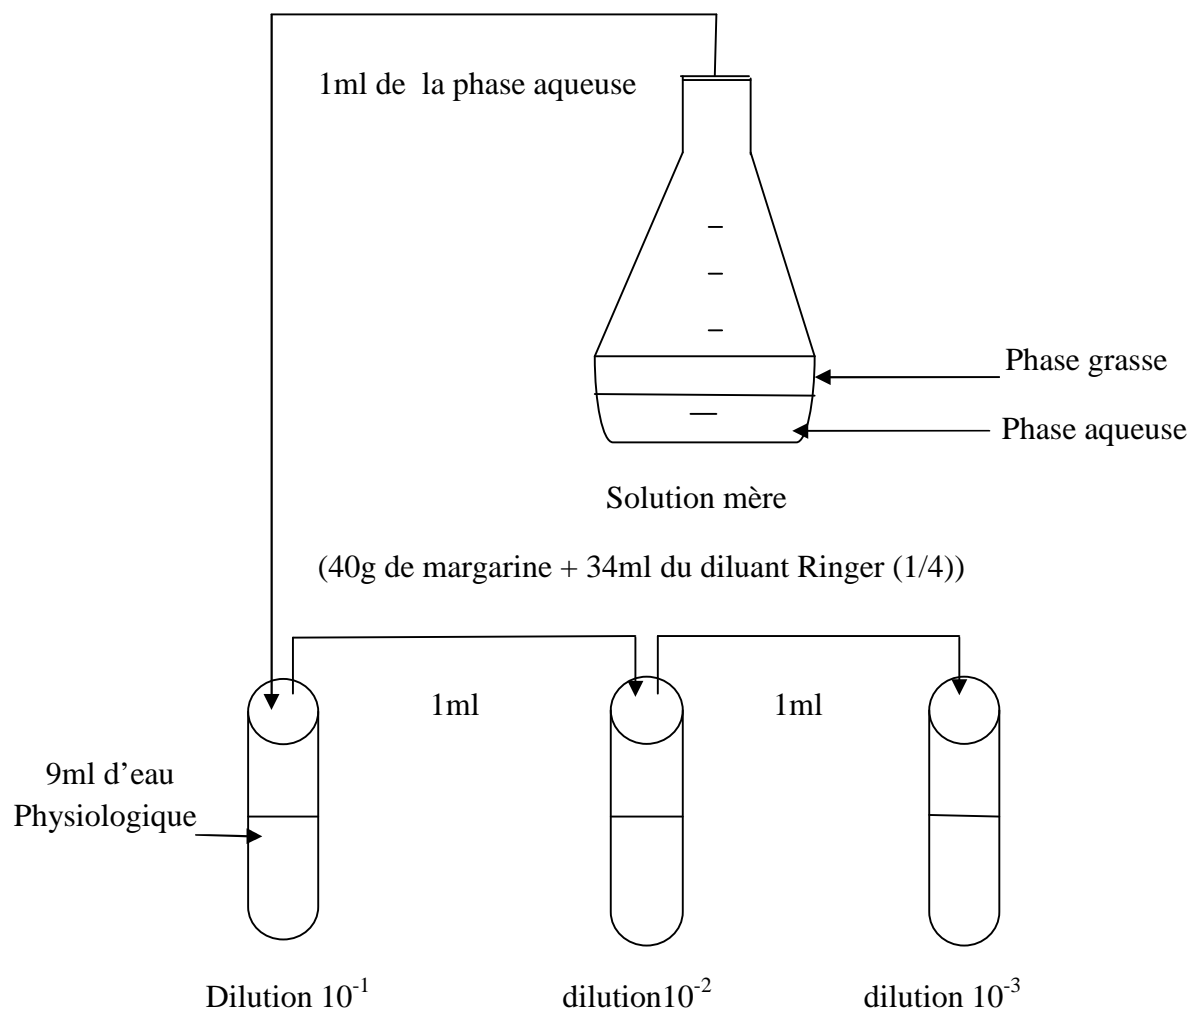 1ml de la phase aqueuse
Phase grasse
Phase aqueuse
Solution mère
(40g de margarine + 34ml du diluant Ringer (1/4))
1ml
1ml
9ml d’eau
Physiologique
Dilution 10⁻¹
dilution10⁻²
dilution 10⁻³